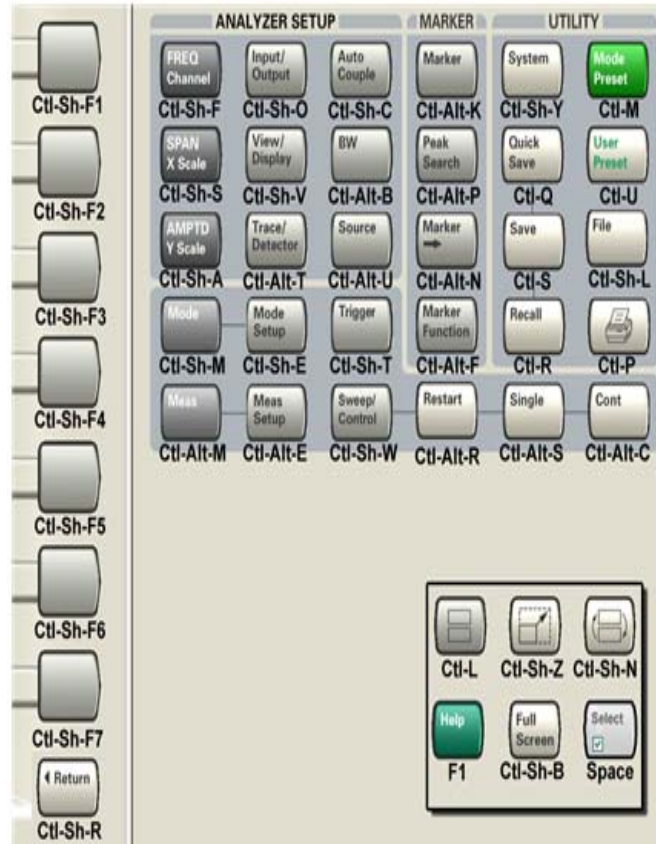 ANALYZER SETUP MARKER UTILITY
FREQ Channel
Input/ Output
Auto Couple
Marker
System
Mode Preset
Ctl-Sh-F1
Ctl-Sh-F Ctl-Sh-O Ctl-Sh-C Ctl-Alt-K Ctl-Sh-Y Ctl-M
SPAN X Scale
View/ Display
BW
Peak Search
Quick Save
User Preset
Ctl-Sh-F2
Ctl-Sh-S Ctl-Sh-V Ctl-Alt-B Ctl-Alt-P Ctl-Q Ctl-U
AMPTD Y Scale
Trace/ Detector
Source
Marker
Save
File
Ctl-Sh-A Ctl-Alt-T Ctl-Alt-U Ctl-Alt-N Ctl-S Ctl-Sh-L
Ctl-Sh-F3
Mode
Mode Setup
Trigger
Marker Function
Recall
Ctl-Sh-M Ctl-Sh-E Ctl-Sh-T Ctl-Alt-F Ctl-R Ctl-P
Ctl-Sh-F4
Meas
Meas Setup
Sweep/ Control
Restart
Single
Cont
Ctl-Alt-M Ctl-Alt-E Ctl-Sh-W Ctl-Alt-R Ctl-Alt-S Ctl-Alt-C
Ctl-Sh-F5
Ctl-Sh-F6
Ctl-L Ctl-Sh-Z Ctl-Sh-N
Ctl-Sh-F7
Help
Full Screen
Select
F1 Ctl-Sh-B Space
Return
Ctl-Sh-R